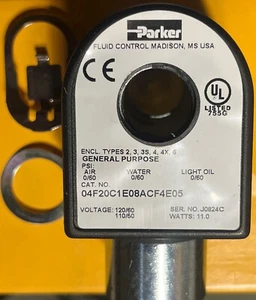 Parker
FLUID CONTROL MADISON, MS USA
CE
UL
LISTED
755G
ENCL. TYPES 2, 3, 3S, 4, 4X, 6
GENERAL PURPOSE
PSI:
AIR WATER LIGHT OIL
0/60 0/60 0/60
CAT. NO.
04F20C1E08ACF4E05
VOLTAGE: 120/60 SER. NO. J0824C
110/50 WATTS: 11.0